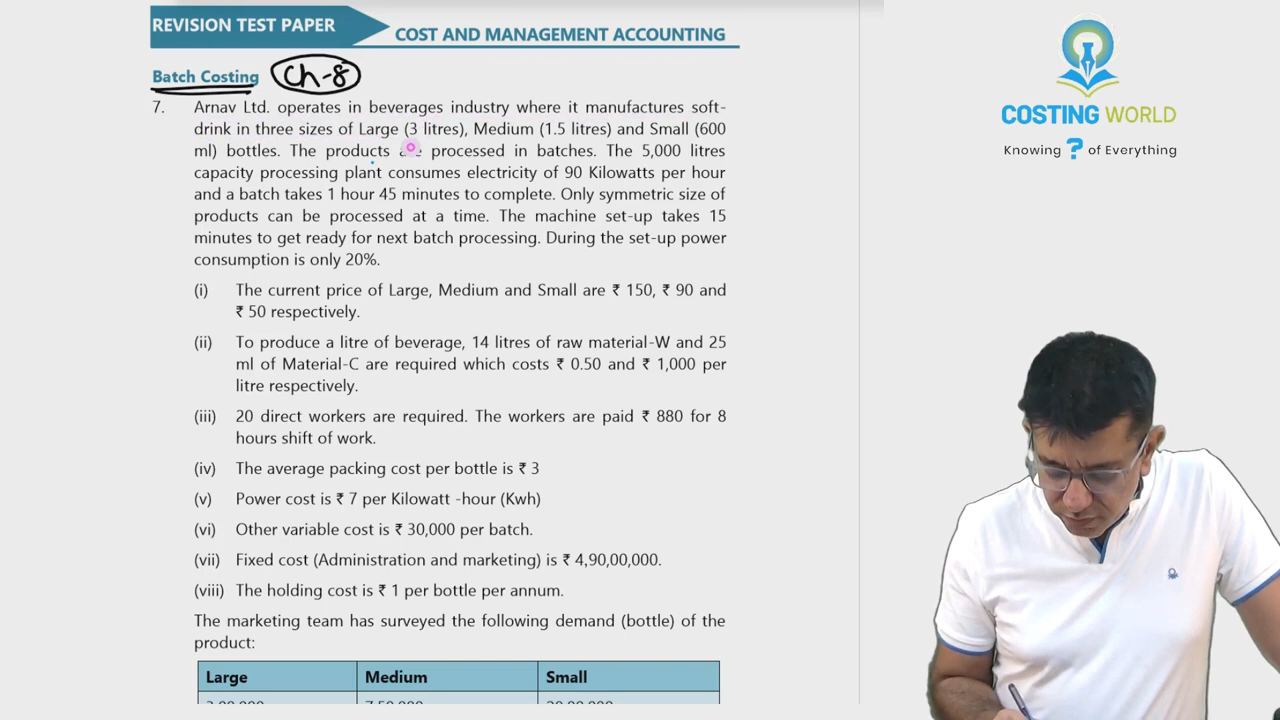 REVISION TEST PAPER
COST AND MANAGEMENT ACCOUNTING
Batch Costing Ch-8
7. Arnav Ltd. operates in beverages industry where it manufactures soft-
drink in three sizes of Large (3 litres), Medium (1.5 litres) and Small (600
ml) bottles. The products processed in batches. The 5,000 litres
capacity processing plant consumes electricity of 90 Kilowatts per hour
and a batch takes 1 hour 45 minutes to complete. Only symmetric size of
products can be processed at a time. The machine set-up takes 15
minutes to get ready for next batch processing. During the set-up power
consumption is only 20%.
(i) The current price of Large, Medium and Small are ₹ 150, ₹ 90 and
₹ 50 respectively.
(ii) To produce a litre of beverage, 14 litres of raw material-W and 25
ml of Material-C are required which costs ₹ 0.50 and ₹ 1,000 per
litre respectively.
(iii) 20 direct workers are required. The workers are paid ₹ 880 for 8
hours shift of work.
(iv) The average packing cost per bottle is ₹ 3
(v) Power cost is ₹ 7 per Kilowatt -hour (Kwh)
(vi) Other variable cost is ₹ 30,000 per batch.
(vii) Fixed cost (Administration and marketing) is ₹ 4,90,00,000.
(viii) The holding cost is ₹ 1 per bottle per annum.
The marketing team has surveyed the following demand (bottle) of the
product:
Large Medium Small
COSTING WORLD
Knowing ? of Everything